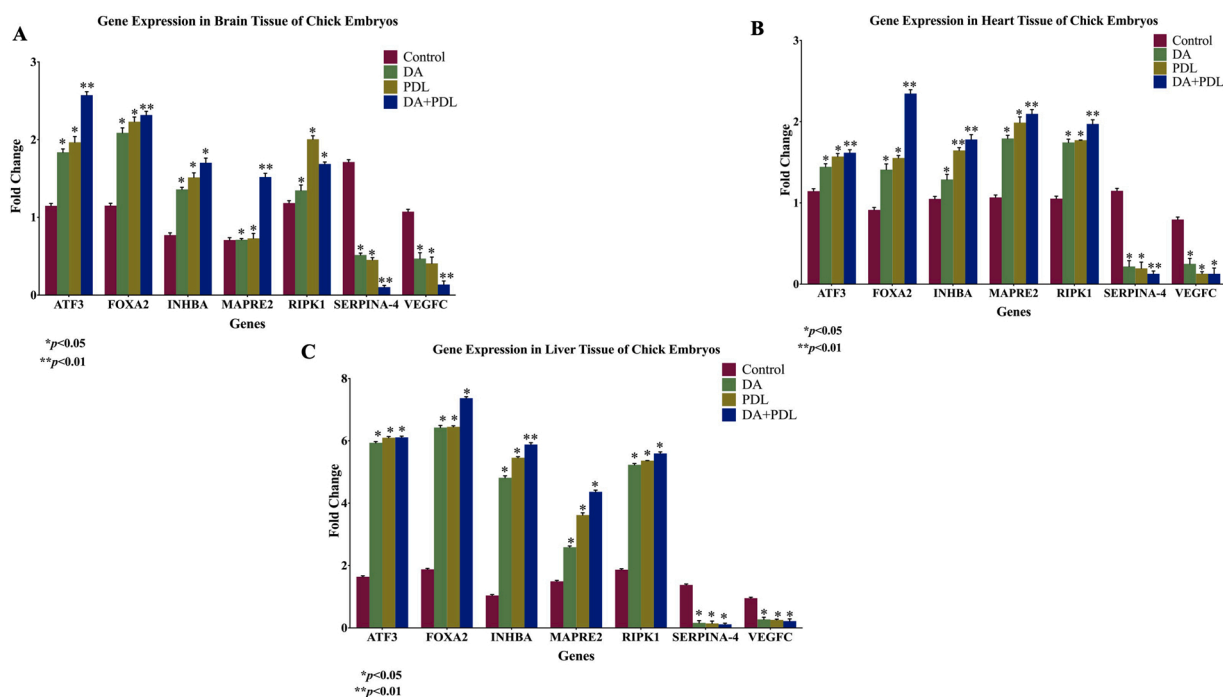 A
Gene Expression in Brain Tissue of Chick Embryos
Control
DA
PDL
DA+PDL
Fold Change
3
2
1
0
** 
* *
* * **
* * *
* * **
* * *
* * **
* * **
ATF3 FOXA2 INHBA MAPRE2 RIPK1 SERPINA-4 VEGFC
Genes
*p<0.05
**p<0.01
B
Gene Expression in Heart Tissue of Chick Embryos
Control
DA
PDL
DA+PDL
Fold Change
3
2
1
0
* * **
* * **
* ** **
* * **
* * **
* * **
* * *
ATF3 FOXA2 INHBA MAPRE2 RIPK1 SERPINA-4 VEGFC
Genes
*p<0.05
**p<0.01
C
Gene Expression in Liver Tissue of Chick Embryos
Control
DA
PDL
DA+PDL
Fold Change
8
6
4
2
0
* * *
* * *
* * **
* * *
* * *
* * *
* * *
ATF3 FOXA2 INHBA MAPRE2 RIPK1 SERPINA-4 VEGFC
Genes
*p<0.05
**p<0.01